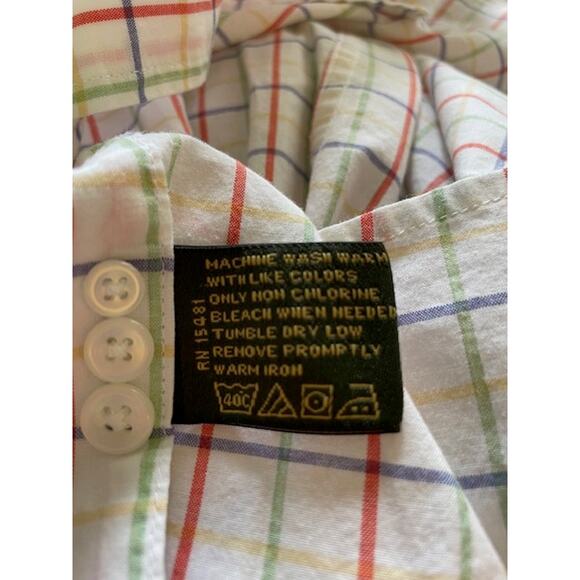 MACHINE WASH WARM
WITH LIKE COLORS
ONLY NON CHLORINE
BLEACH WHEN NEEDED
TUMBLE DRY LOW
REMOVE PROMPTLY
WARM IRON
40C
RN 15481